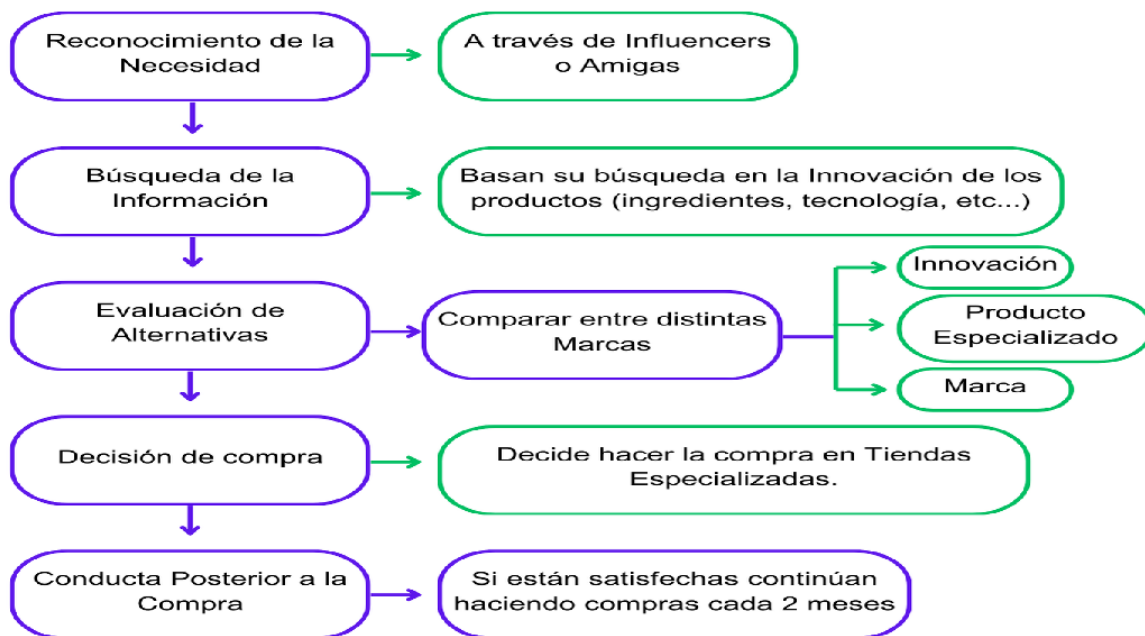 Reconocimiento de la
Necesidad
A través de Influencers
o Amigas
Búsqueda de la
Información
Basan su búsqueda en la Innovación de los
productos (ingredientes, tecnología, etc...)
Evaluación de
Alternativas
Comparar entre distintas
Marcas
Innovación
Producto
Especializado
Marca
Decisión de compra
Decide hacer la compra en Tiendas
Especializadas.
Conducta Posterior a la
Compra
Si están satisfechas continúan
haciendo compras cada 2 meses